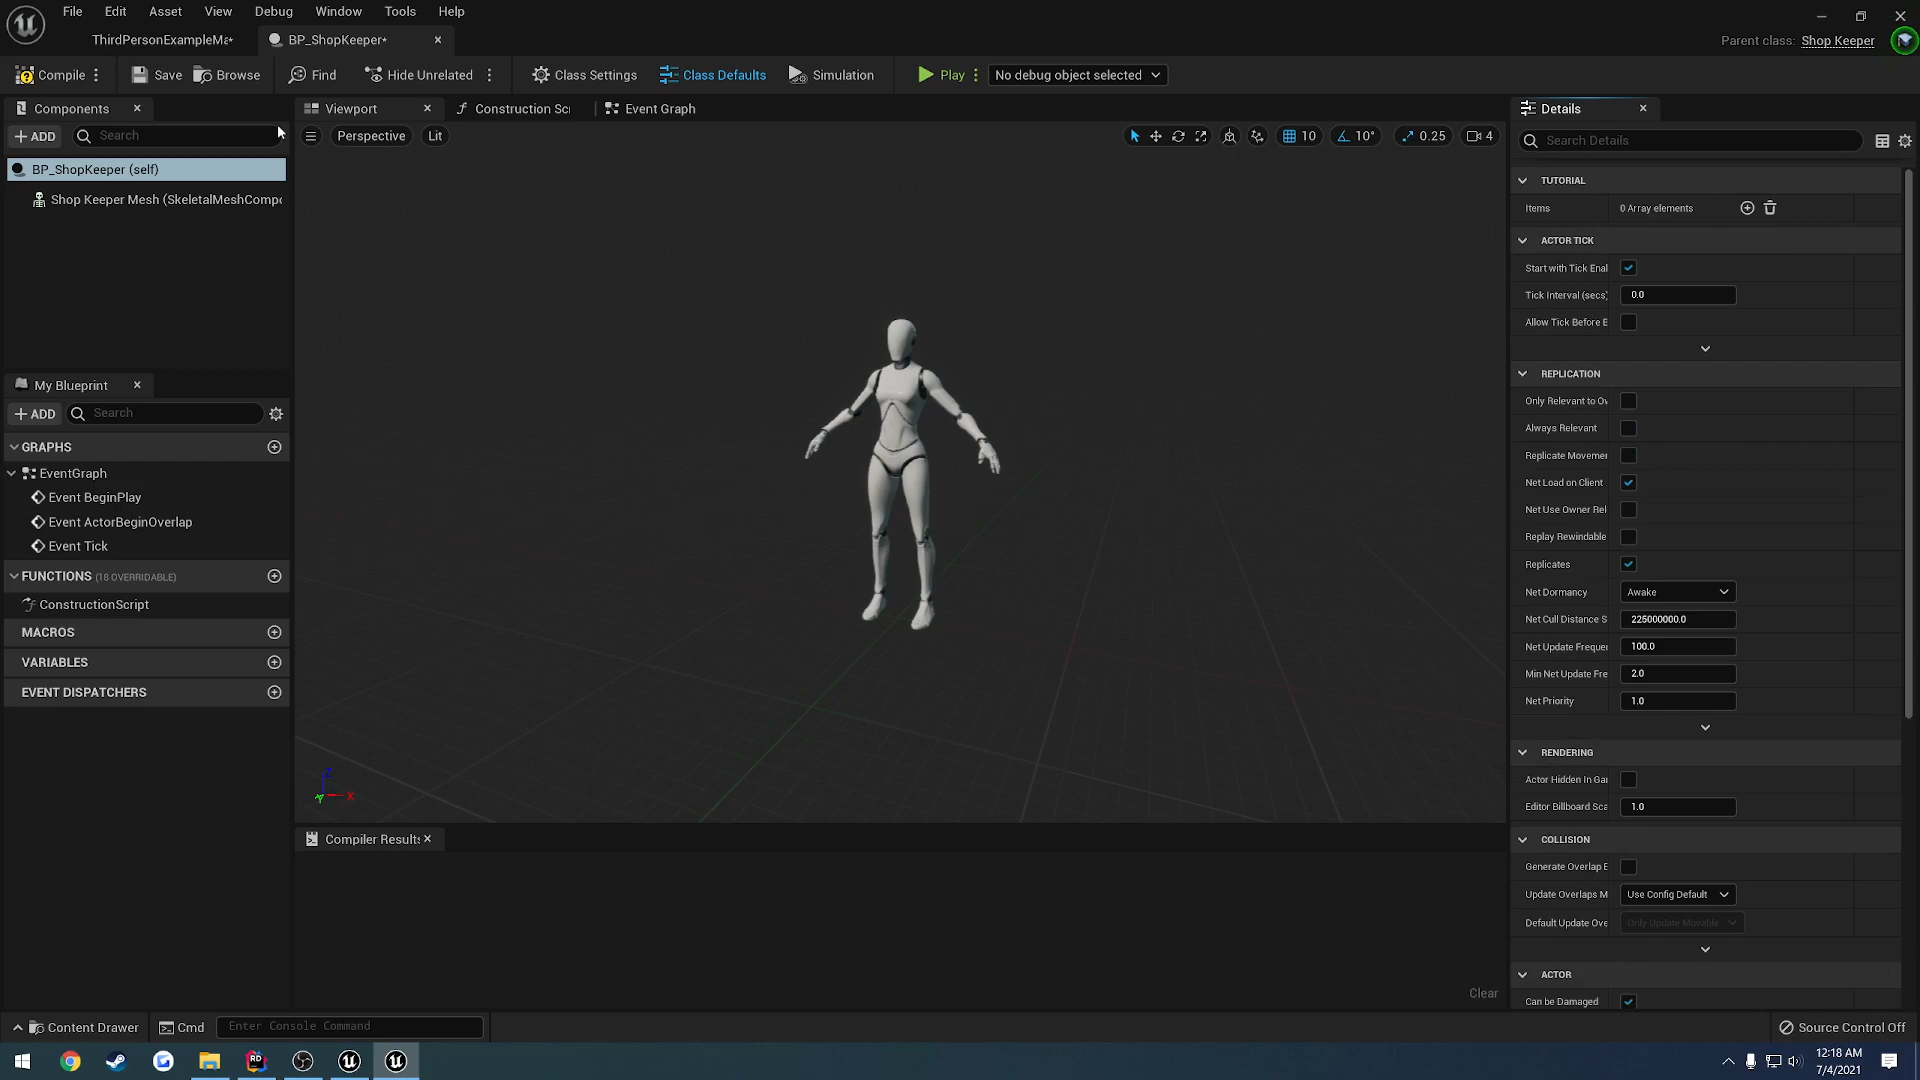 File Edit Asset View Debug Window Tools Help
ThirdPersonExampleMa*
BP_ShopKeeper*
Parent class: Shop Keeper
Compile Save Browse Find Hide Unrelated Class Settings Class Defaults Simulation Play No debug object selected
Components
Viewport
Construction Scr
Event Graph
Details
ADD
Search
Perspective
Lit
10
10°
0.25
4
Search Details
BP_ShopKeeper (self)
Shop Keeper Mesh (SkeletalMeshCompo
My Blueprint
ADD
Search
GRAPHS
EventGraph
Event BeginPlay
Event ActorBeginOverlap
Event Tick
FUNCTIONS (18 OVERRIDABLE)
ConstructionScript
MACROS
VARIABLES
EVENT DISPATCHERS
Z
Y
X
TUTORIAL
Items 0 Array elements
ACTOR TICK
Start with Tick Enal
Tick Interval (secs) 0.0
Allow Tick Before B
REPLICATION
Only Relevant to Ov
Always Relevant
Replicate Movemer
Net Load on Client
Net Use Owner Rel
Replay Rewindable
Replicates
Net Dormancy Awake
Net Cull Distance S 225000000.0
Net Update Frequer 100.0
Min Net Update Fre 2.0
Net Priority 1.0
RENDERING
Actor Hidden In Gar
Editor Billboard Sca 1.0
COLLISION
Generate Overlap E
Update Overlaps M Use Config Default
Default Update Ove Only Update Movable
ACTOR
Can be Damaged
Compiler Results
Clear
Content Drawer
Cmd
Enter Console Command
Source Control Off
RD
12:18 AM
7/4/2021